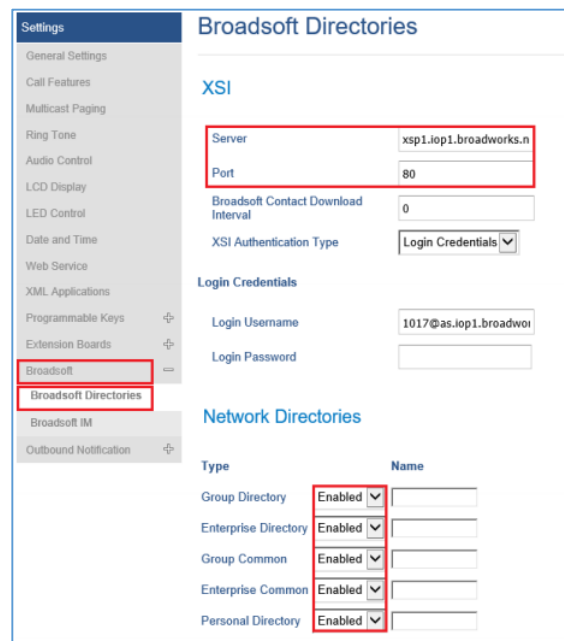 Settings
General Settings
Call Features
Multicast Paging
Ring Tone
Audio Control
LCD Display
LED Control
Date and Time
Web Service
XML Applications
Programmable Keys
Extension Boards
Broadsoft
Broadsoft Directories
Broadsoft IM
Outbound Notification
Broadsoft Directories
XSI
Server xsp1.iop1.broadworks.n
Port 80
Broadsoft Contact Download
Interval 0
XSI Authentication Type Login Credentials
Login Credentials
Login Username 1017@as.iop1.broadwo
Login Password
Network Directories
Type Name
Group Directory Enabled
Enterprise Directory Enabled
Group Common Enabled
Enterprise Common Enabled
Personal Directory Enabled